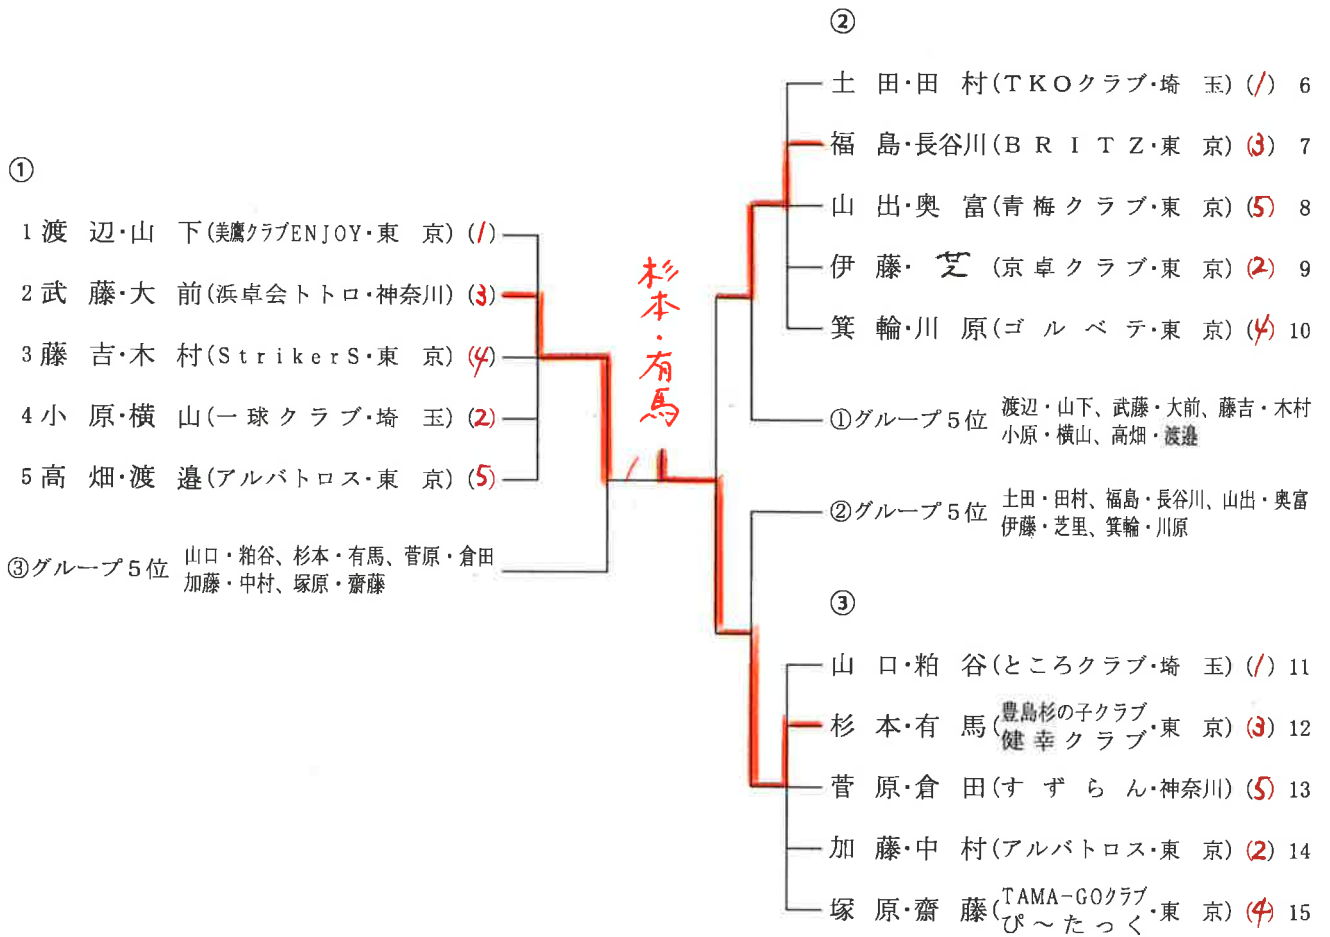 ①
1 渡辺・山下(美鷹クラブENJOY・東京)(1)
2 武藤・大前(浜卓会トトロ・神奈川)(3)
3 藤吉・木村(StrikerS・東京)(4)
4 小原・横山(一球クラブ・埼玉)(2)
5 高畑・渡邉(アルバトロス・東京)(5)
③グループ5位 山口・粕谷、杉本・有馬、菅原・倉田
加藤・中村、塚原・齋藤
杉本・有馬
1
②
土田・田村(TKOクラブ・埼玉)(1) 6
福島・長谷川(BRITZ・東京)(3) 7
山出・奥富(青梅クラブ・東京)(5) 8
伊藤・芝(京卓クラブ・東京)(2) 9
箕輪・川原(ゴルベテ・東京)(4) 10
①グループ5位 渡辺・山下、武藤・大前、藤吉・木村
小原・横山、高畑・渡邉
②グループ5位 土田・田村、福島・長谷川、山出・奥富
伊藤・芝里、箕輪・川原
③
山口・粕谷(ところクラブ・埼玉)(1) 11
杉本・有馬(豊島杉の子クラブ
健幸クラブ・東京)(3) 12
菅原・倉田(すずらん・神奈川)(5) 13
加藤・中村(アルバトロス・東京)(2) 14
塚原・齋藤(TAMA-GOクラブ
ぴ～たっく・東京)(4) 15